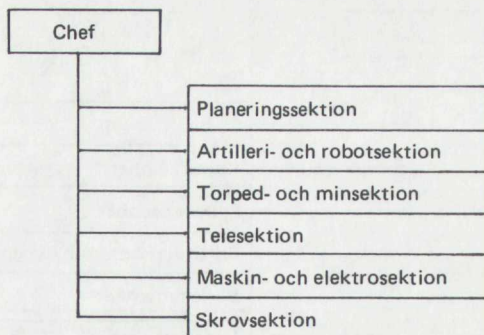 Chef
Planeringssektion
Artilleri- och robotsektion
Torped- och minsektion
Telesektion
Maskin- och elektrosektion
Skrovsektion